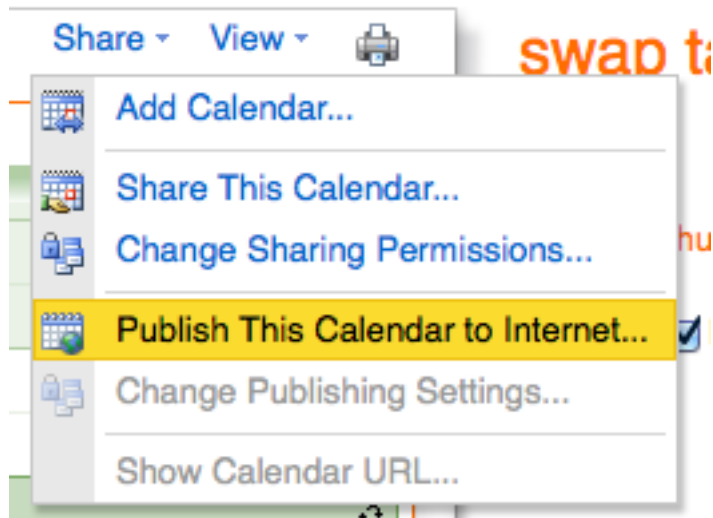 Share View
swap ta
Add Calendar...
Share This Calendar...
Change Sharing Permissions...
hu
Publish This Calendar to Internet...
Change Publishing Settings...
Show Calendar URL...